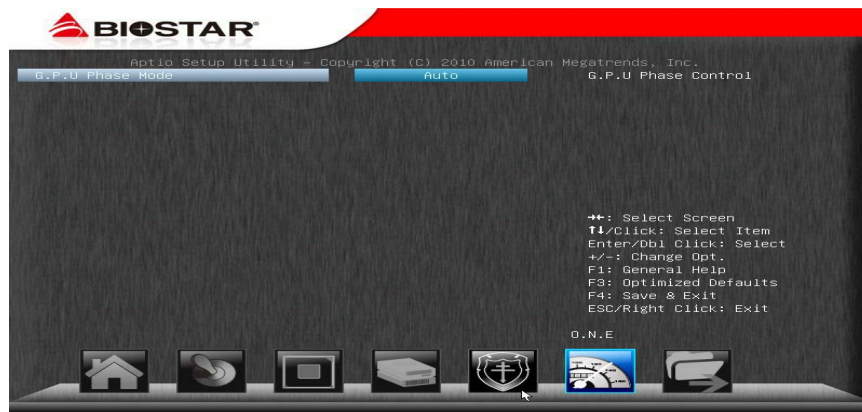 BIOSTAR®
Aptio Setup Utility – Copyright (C) 2010 American Megatrends, Inc.
G.P.U Phase Mode Auto G.P.U Phase Control
→←: Select Screen
↑↓/Click: Select Item
Enter/Dbl Click: Select
+/-: Change Opt.
F1: General Help
F3: Optimized Defaults
F4: Save & Exit
ESC/Right Click: Exit
O.N.E